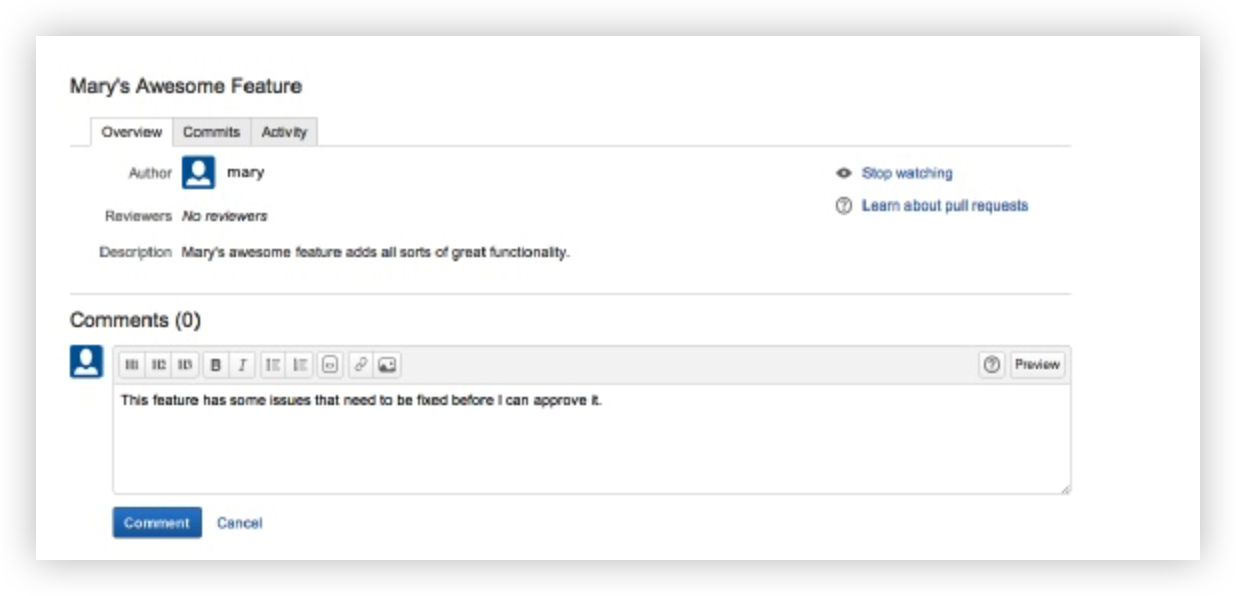 Mary's Awesome Feature
Overview Commits Activity
Author mary
Stop watching
Reviewers No reviewers
Learn about pull requests
Description Mary's awesome feature adds all sorts of great functionality.
Comments (0)
H1 H2 H3 B I Preview
This feature has some issues that need to be fixed before I can approve it.
Comment Cancel